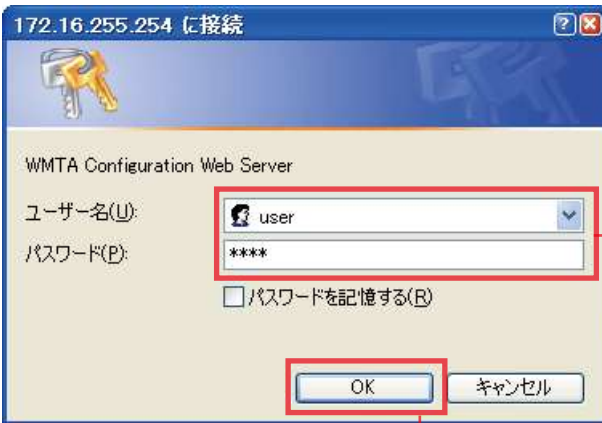 172.16.255.254 に接続
WMTA Configuration Web Server
ユーザー名(U):
user
パスワード(P):
****
パスワードを記憶する(R)
OK
キャンセル